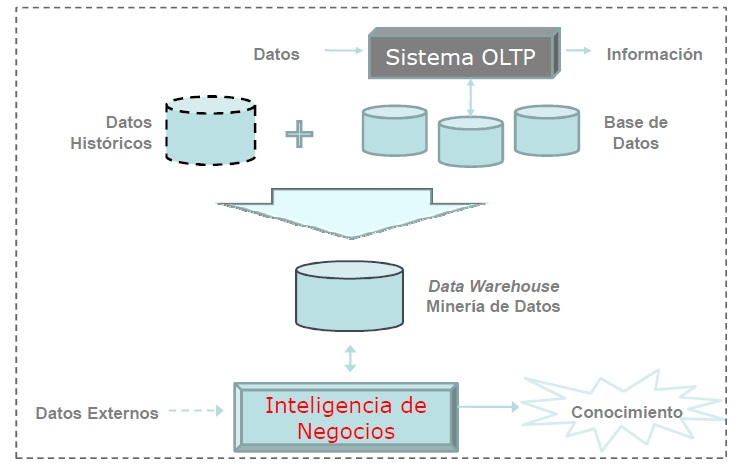 Datos
Sistema OLTP
Información
Datos
Históricos
Base de
Datos
Data Warehouse
Minería de Datos
Datos Externos
Inteligencia de
Negocios
Conocimiento